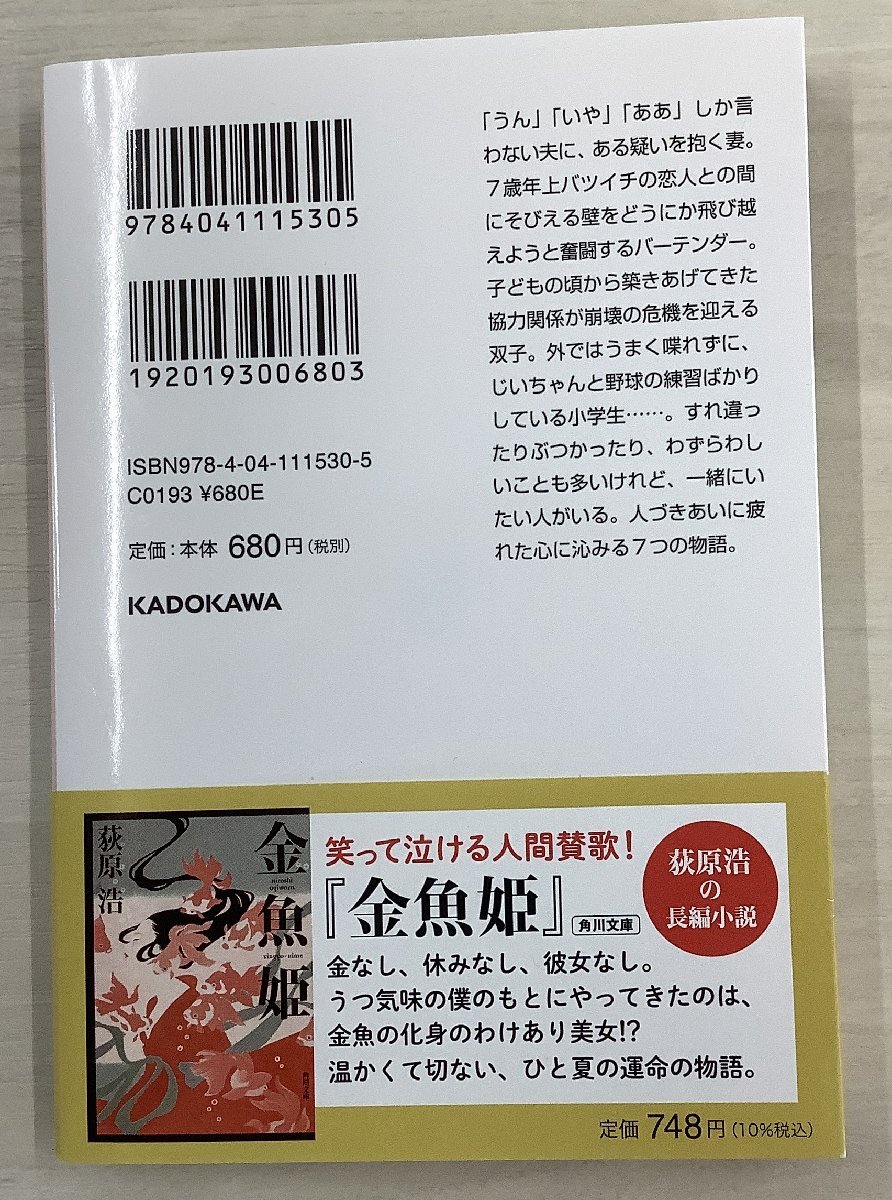 9784041115305
1920193006803
ISBN978-4-04-111530-5
C0193 ¥680E
定価：本体 680円（税別）
KADOKAWA
「うん」「いや」「ああ」しか言
わない夫に、ある疑いを抱く妻。
７歳年上バツイチの恋人との間
にそびえる壁をどうにか飛び越
えようと奮闘するバーテンダー。
子どもの頃から築きあげてきた
協力関係が崩壊の危機を迎える
双子。外ではうまく喋れずに、
じいちゃんと野球の練習ばかり
している小学生……。すれ違っ
たりぶつかったり、わずらわし
いことも多いけれど、一緒にい
たい人がいる。人づきあいに疲
れた心に沁みる７つの物語。
金魚姫
hiroshi
ogiwara
kingyo-hime
荻原 浩
角川文庫
笑って泣ける人間賛歌！
『金魚姫』 角川文庫
荻原浩
の
長編小説
金なし、休みなし、彼女なし。
うつ気味の僕のもとにやってきたのは、
金魚の化身のわけあり美女!?
温かくて切ない、ひと夏の運命の物語。
定価 748円（10％税込）